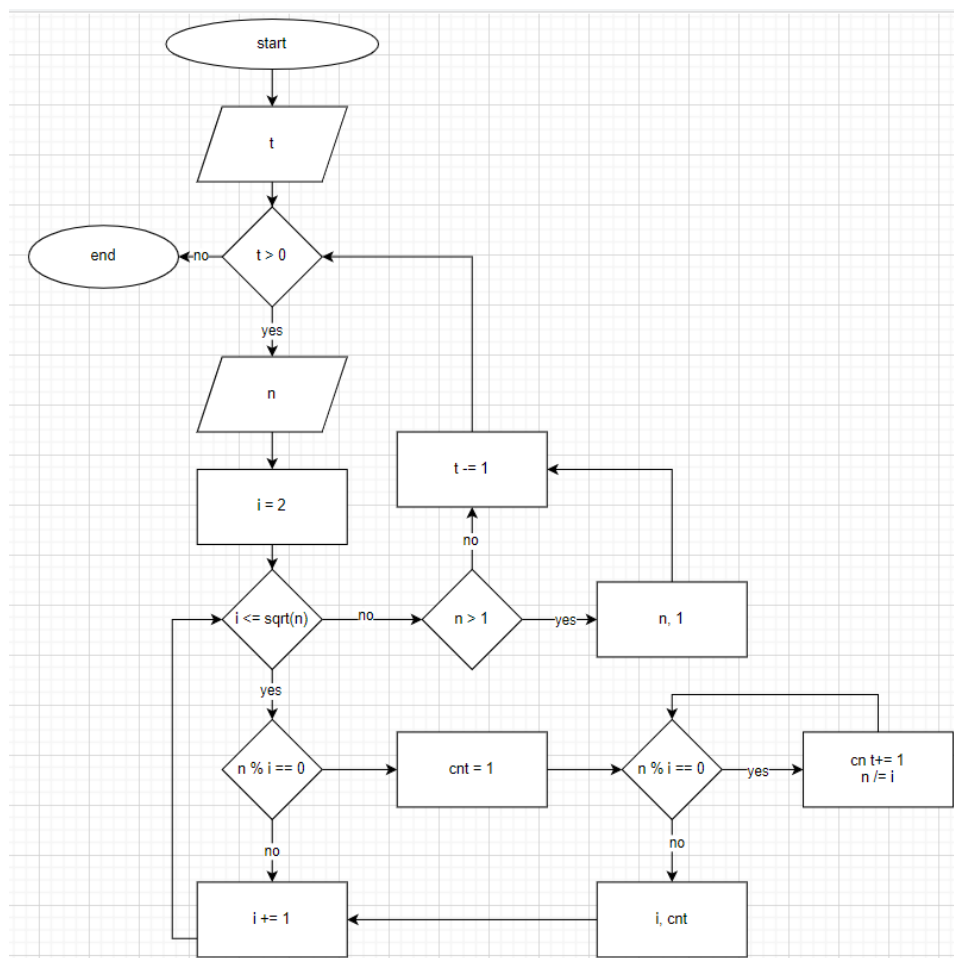 start
t
end
no
t > 0
yes
n
t -= 1
i = 2
no
i <= sqrt(n)
no
n > 1
yes
n, 1
yes
n % i == 0
cnt = 1
n % i == 0
yes
cn t+= 1
n /= i
no
no
i += 1
i, cnt